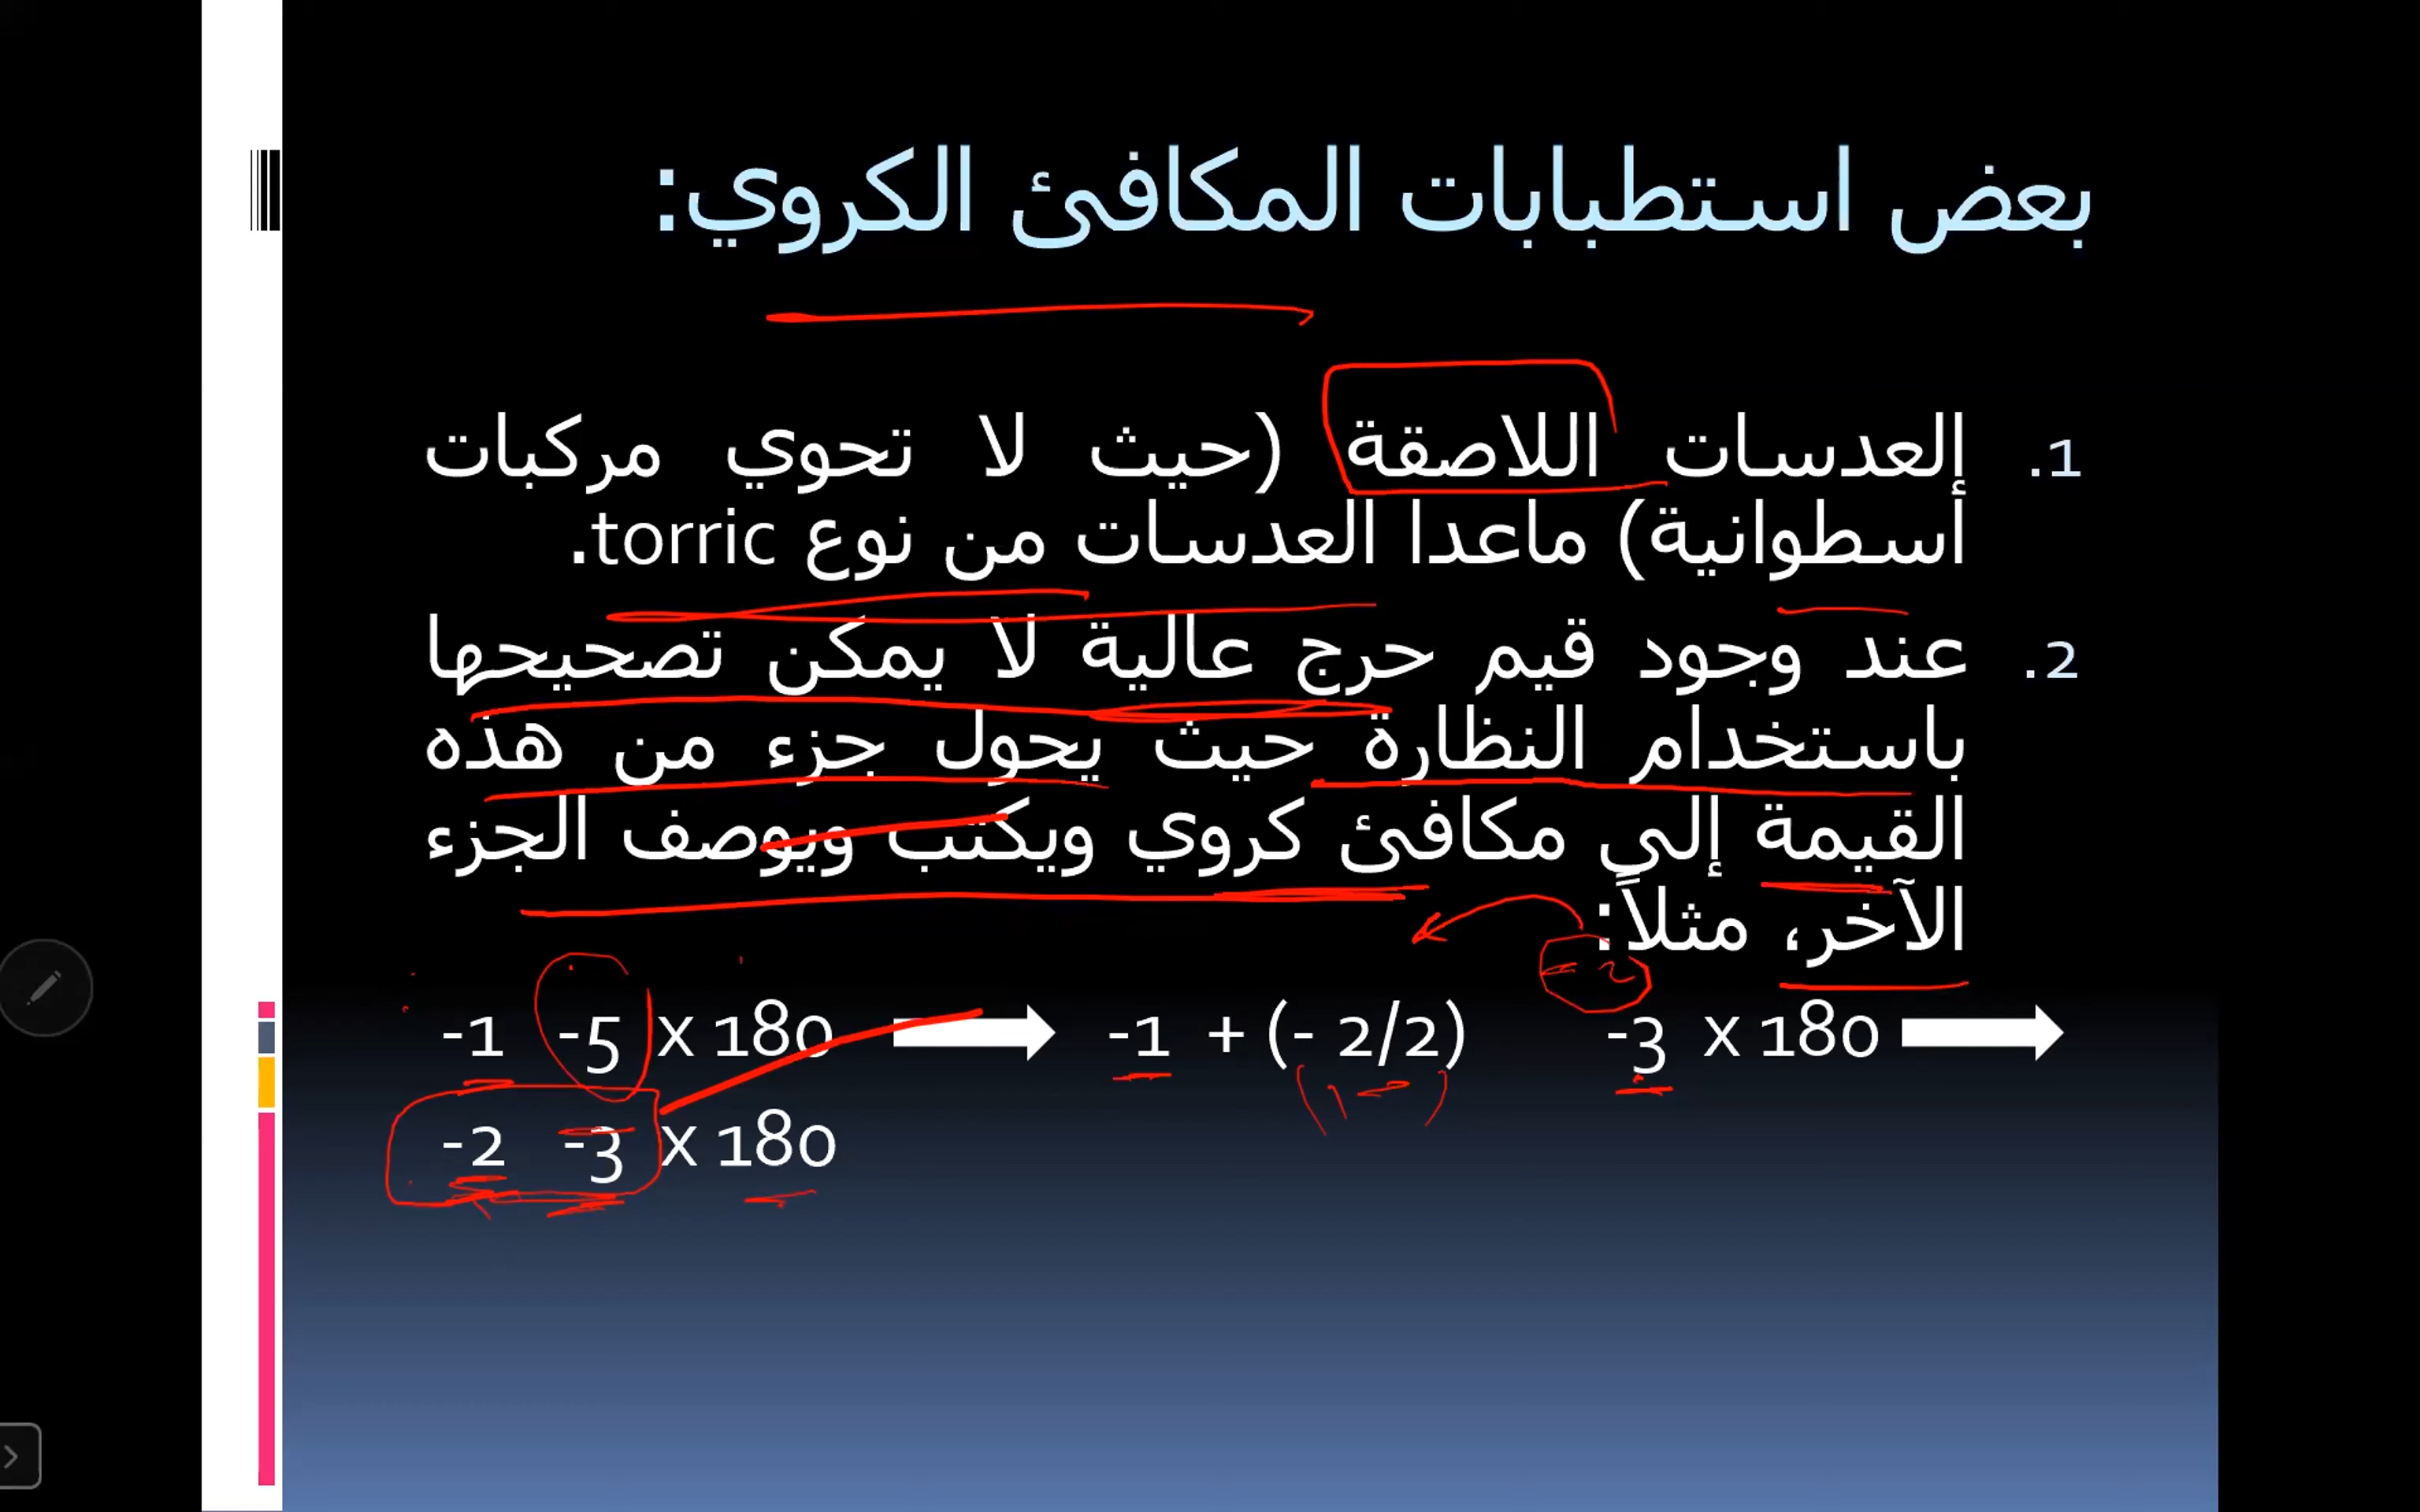 بعض استطبابات المكافئ الكروي:
1. العدسات اللاصقة (حيث لا تحوي مركبات
أسطوانية) ماعدا العدسات من نوع torric.
2. عند وجود قيم حرج عالية لا يمكن تصحيحها
باستخدام النظارة حيث يحول جزء من هذه
القيمة إلى مكافئ كروي ويكتب ويوصف الجزء
الآخر، مثلاً:
- 2
-1 -5 x 180 ⟹ -1 + (- 2/2) -3 x 180 ⟹
-2 -3 x 180